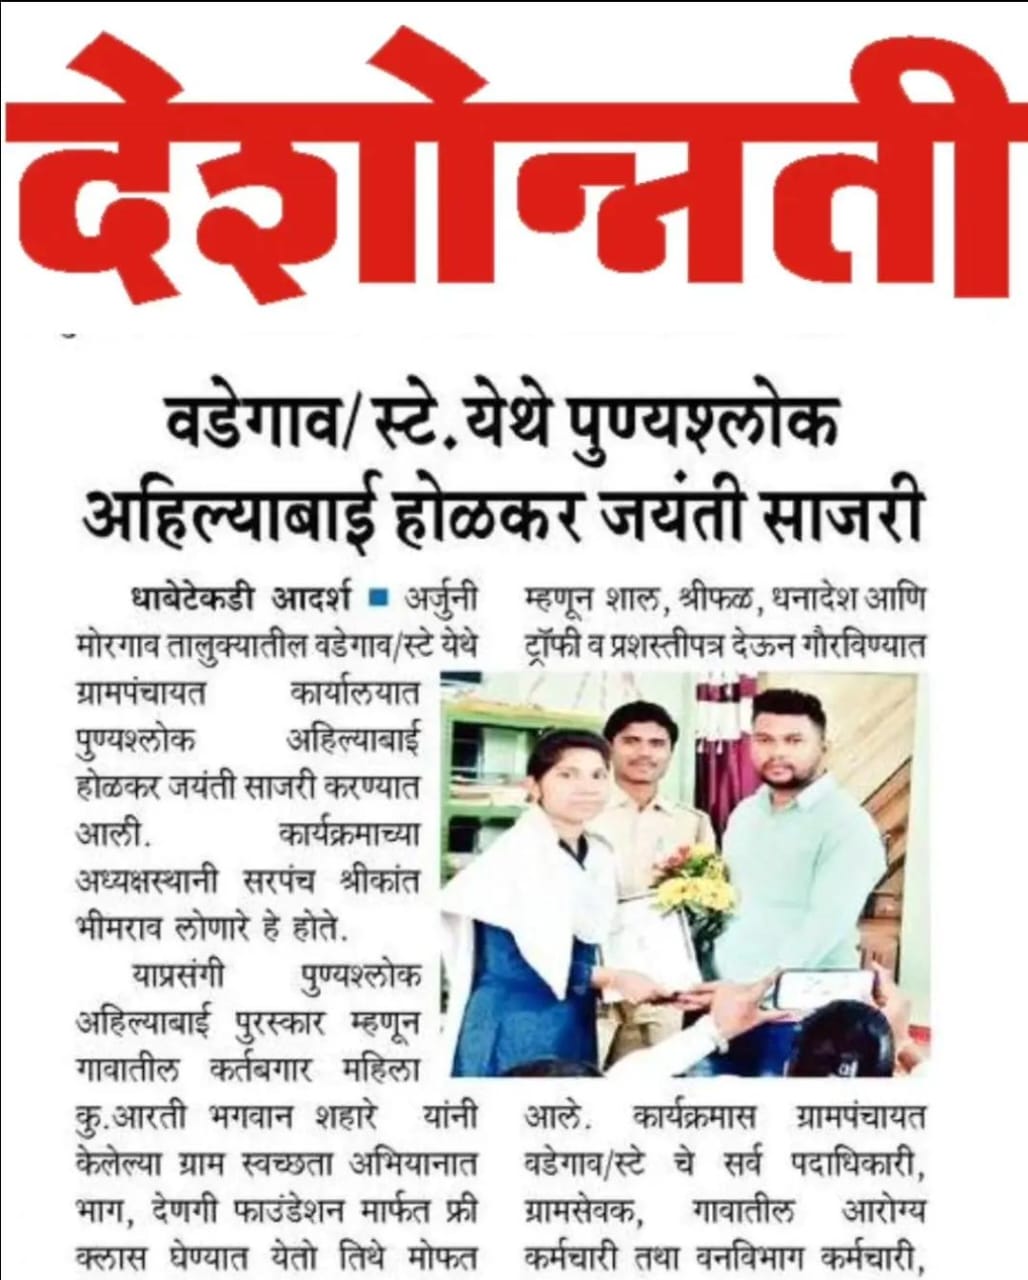 देशोन्नती
वडेगाव/ स्टे. येथे पुण्यश्लोक
अहिल्याबाई होळकर जयंती साजरी
धाबेटेकडी आदर्श ■ अर्जुनी
मोरगाव तालुक्यातील वडेगाव/स्टे येथे
ग्रामपंचायत कार्यालयात
पुण्यश्लोक अहिल्याबाई
होळकर जयंती साजरी करण्यात
आली. कार्यक्रमाच्या
अध्यक्षस्थानी सरपंच श्रीकांत
भीमराव लोणारे हे होते.
याप्रसंगी पुण्यश्लोक
अहिल्याबाई पुरस्कार म्हणून
गावातील कर्तबगार महिला
कु.आरती भगवान शहारे यांनी
केलेल्या ग्राम स्वच्छता अभियानात
भाग, देणगी फाउंडेशन मार्फत फ्री
क्लास घेण्यात येतो तिथे मोफत
म्हणून शाल, श्रीफळ, धनादेश आणि
ट्रॉफी व प्रशस्तीपत्र देऊन गौरविण्यात
आले. कार्यक्रमास ग्रामपंचायत
वडेगाव/स्टे चे सर्व पदाधिकारी,
ग्रामसेवक, गावातील आरोग्य
कर्मचारी तथा वनविभाग कर्मचारी,